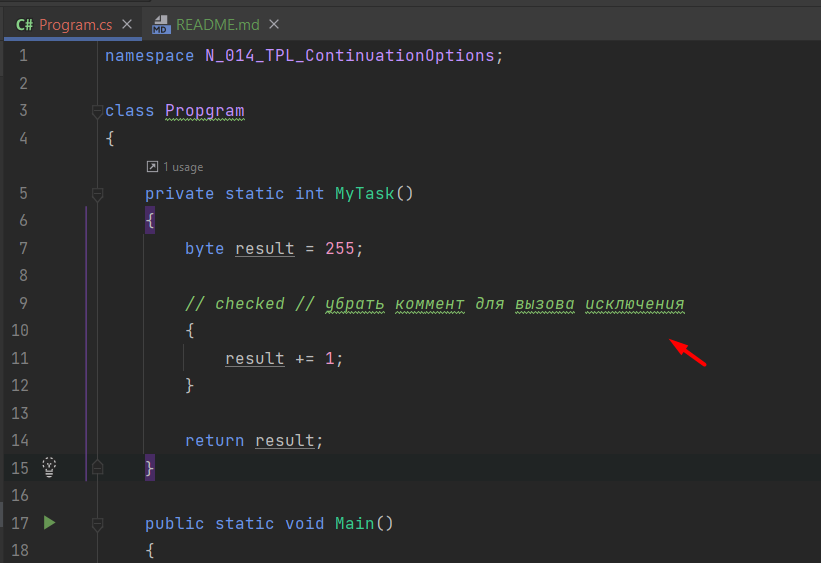 C# Program.cs × MD README.md ×
1 namespace N_014_TPL_ContinuationOptions;
2
3 class Propgram
4 {
1 usage
5 private static int MyTask()
6 {
7 byte result = 255;
8
9 // checked // убрать коммент для вызова исключения
10 {
11 result += 1;
12 }
13
14 return result;
15 }
16
17 public static void Main()
18 {